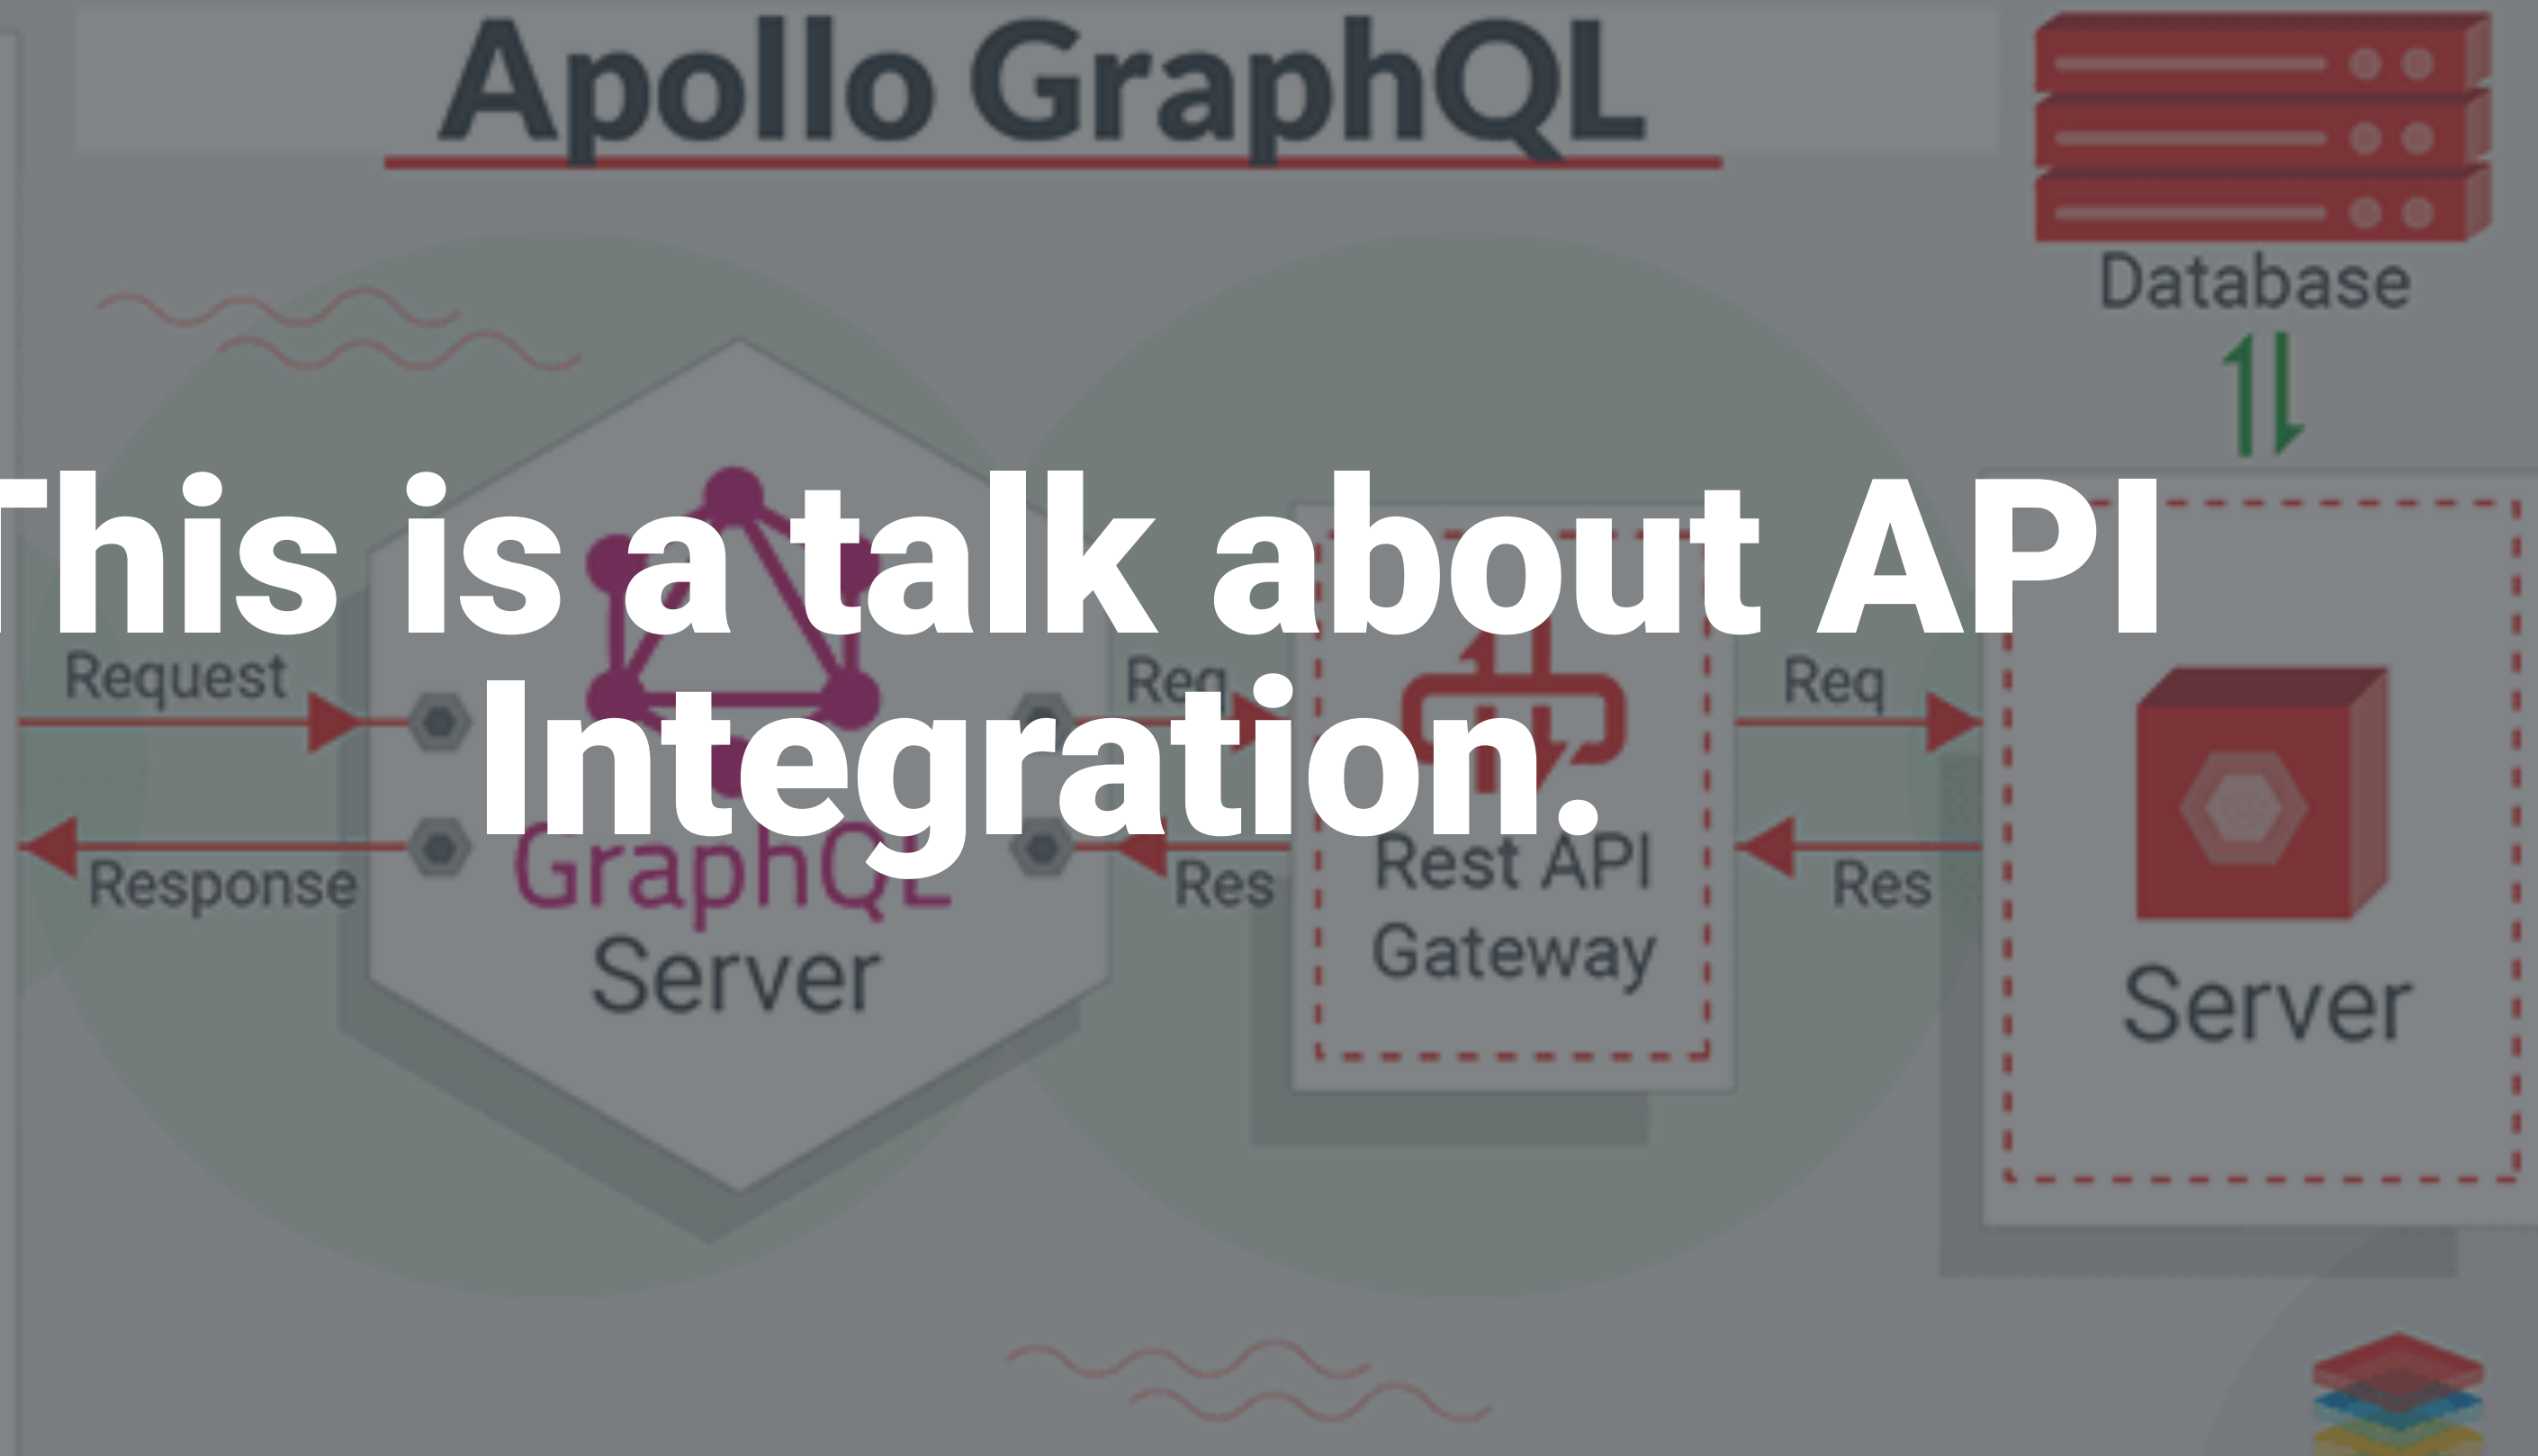 Apollo GraphQL
Database
This is a talk about API
Integration.
Request
Req
Req
Response
GraphQL
Server
Res
Rest API
Gateway
Res
Server